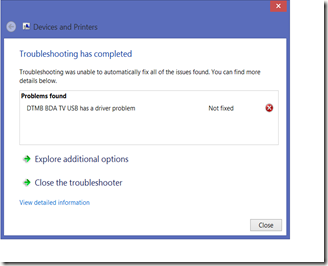 Devices and Printers
Troubleshooting has completed
Troubleshooting was unable to automatically fix all of the issues found. You can find more
details below.
Problems found
DTMB BDA TV USB has a driver problem Not fixed
Explore additional options
Close the troubleshooter
View detailed information
Close